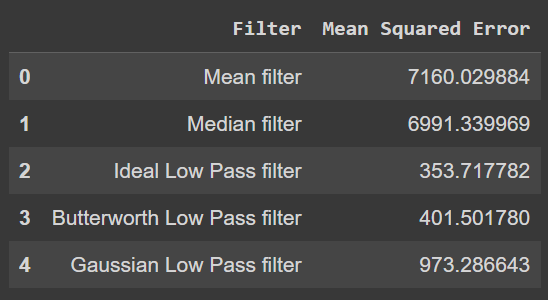 Filter Mean Squared Error
0 Mean filter 7160.029884
1 Median filter 6991.339969
2 Ideal Low Pass filter 353.717782
3 Butterworth Low Pass filter 401.501780
4 Gaussian Low Pass filter 973.286643